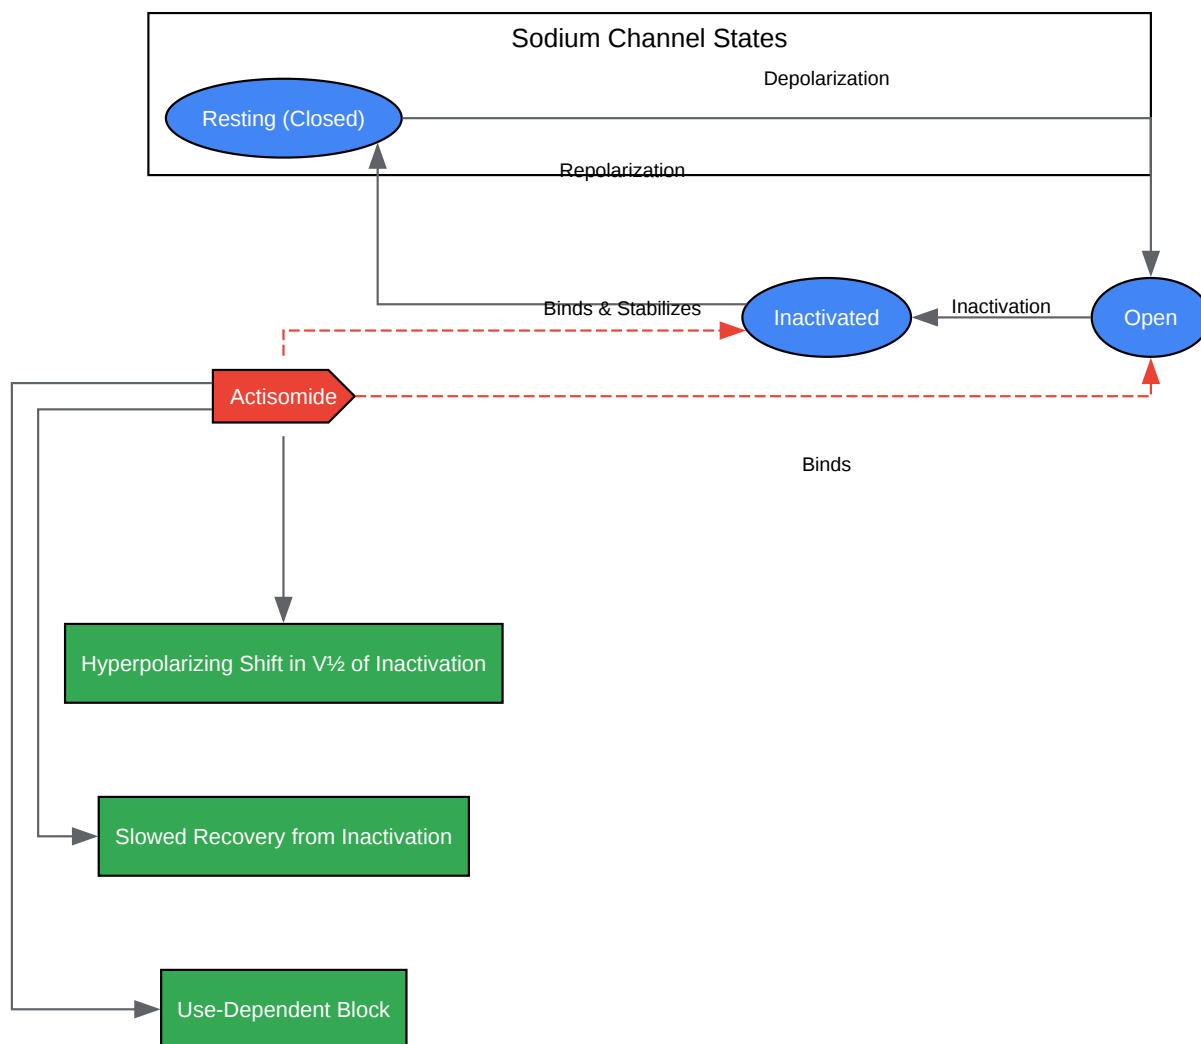 Sodium Channel States
Depolarization
Resting (Closed)
Repolarization
Binds & Stabilizes
Inactivated
Inactivation
Open
Actisomide
Binds
Hyperpolarizing Shift in V½ of Inactivation
Slowed Recovery from Inactivation
Use-Dependent Block